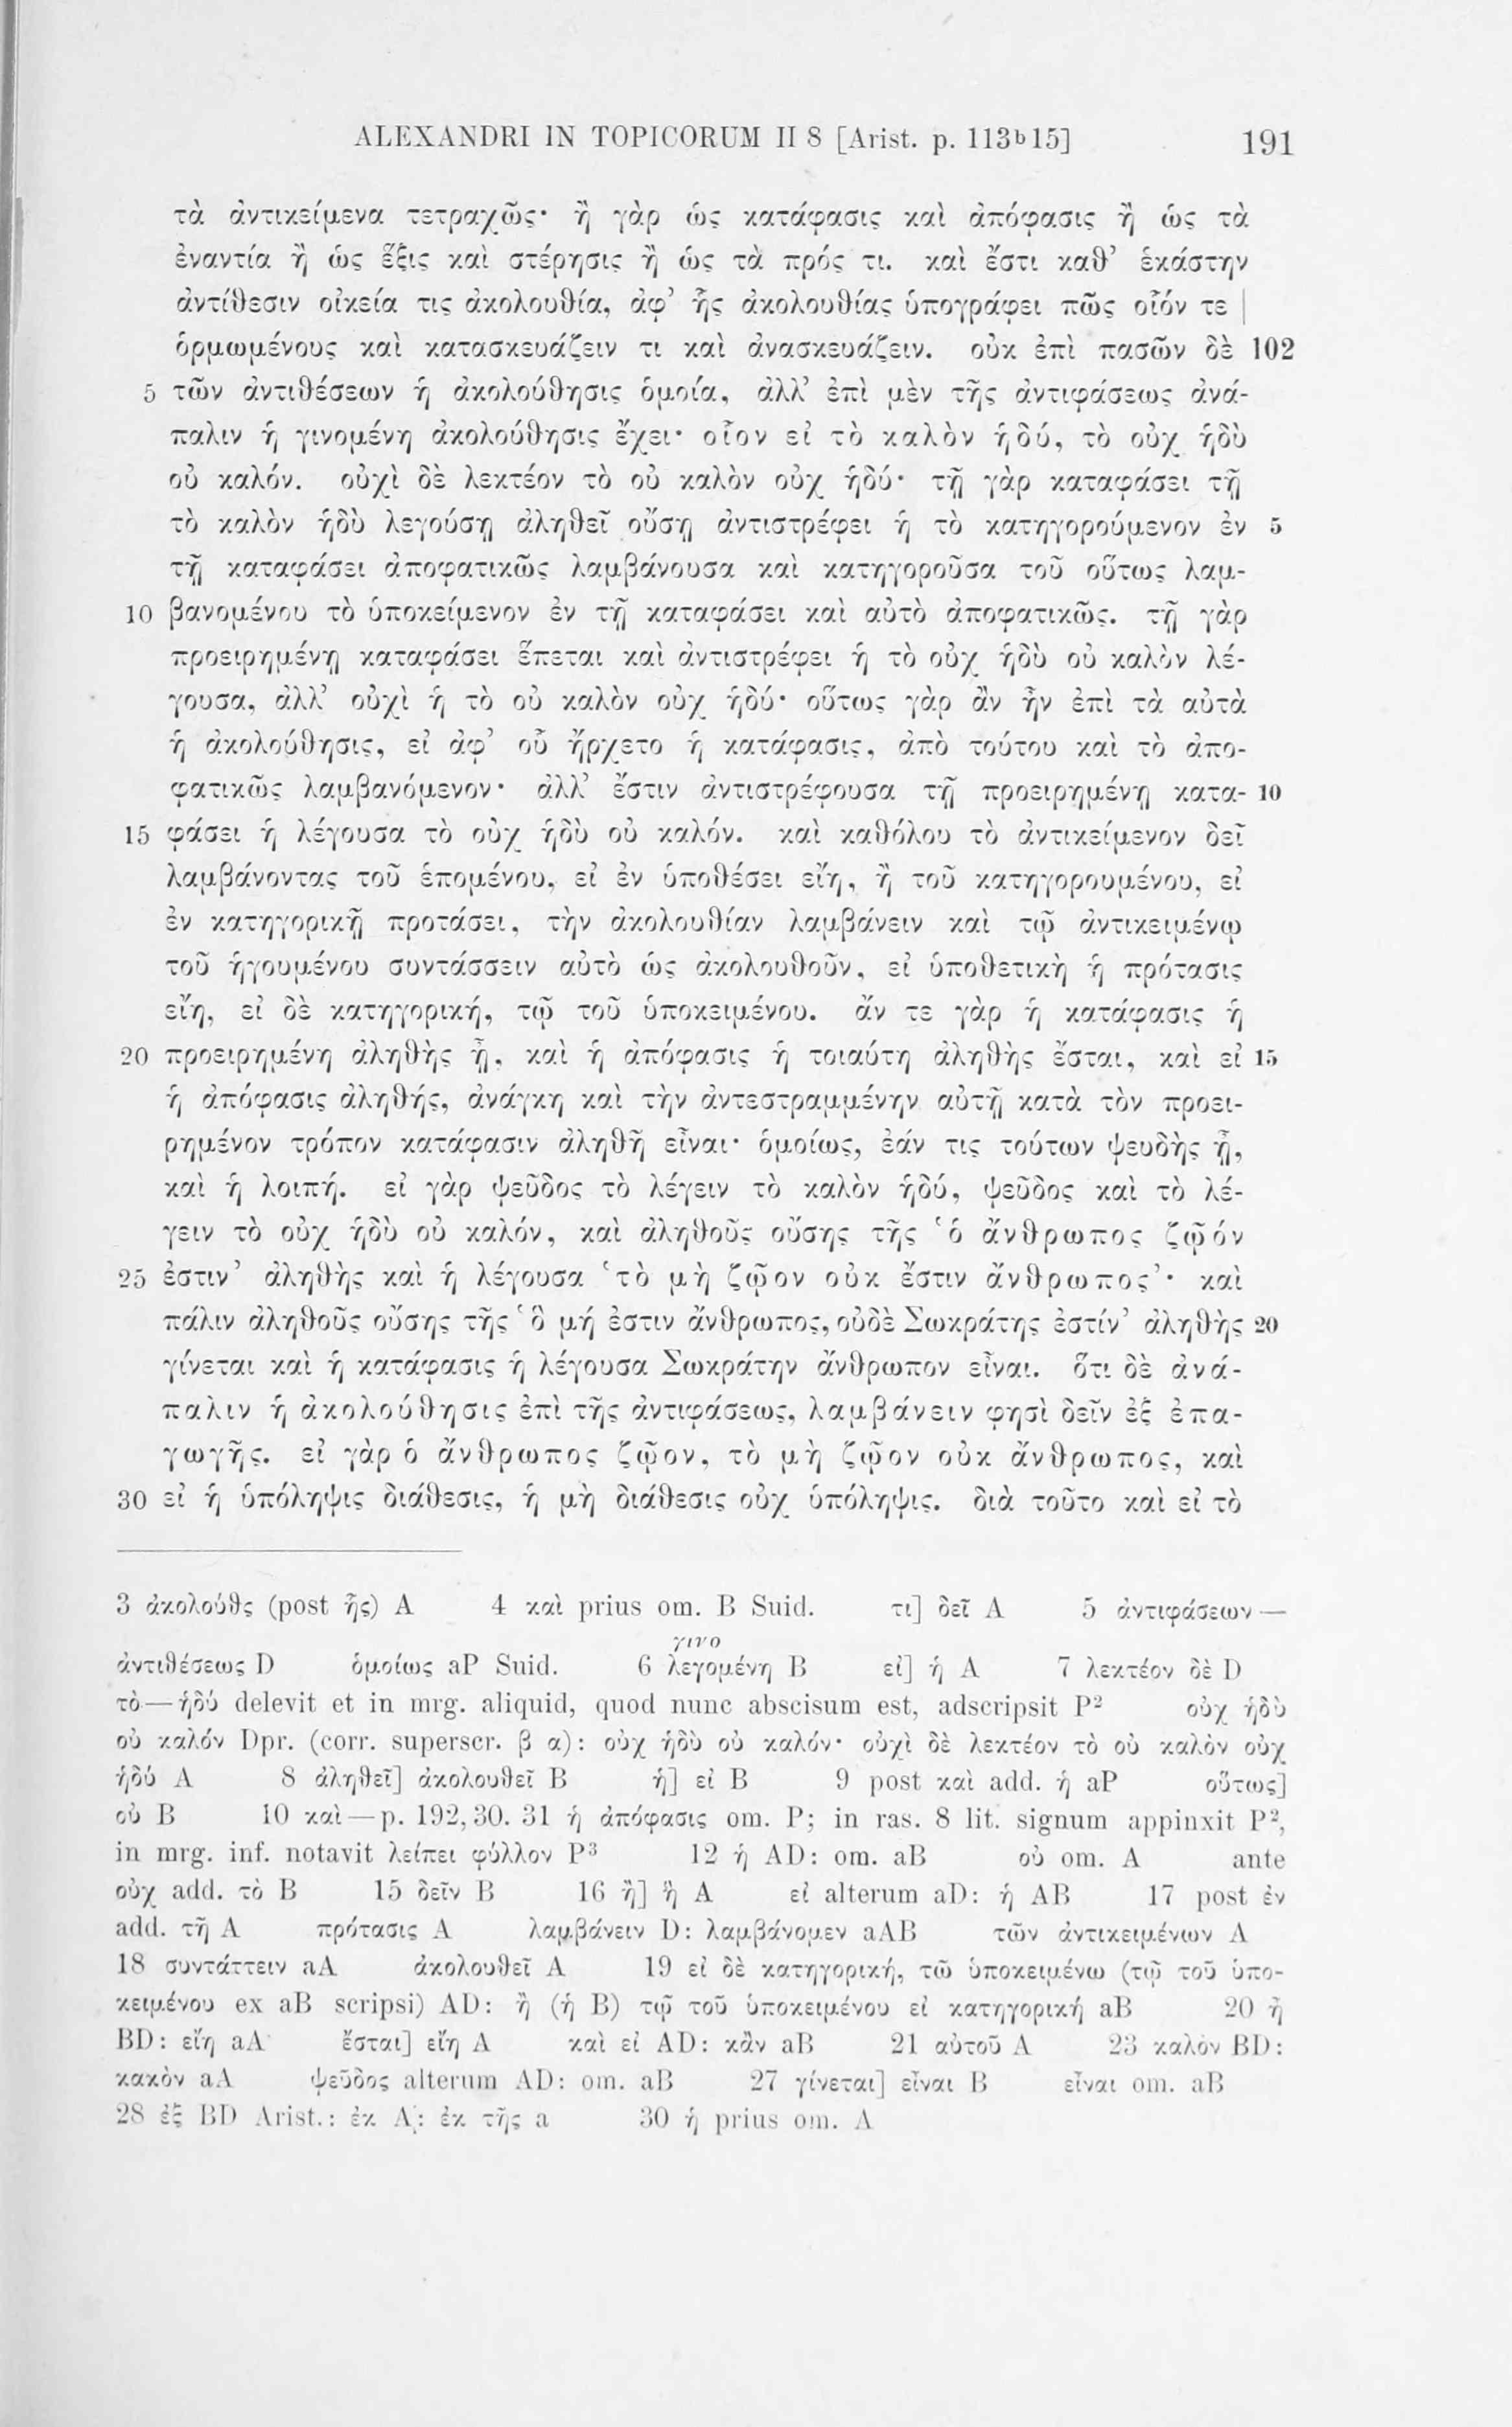 ALEXANDRI IN TOPICORUM II 8 [Arist. p. 113ᵇ15] 191
τὰ ἀντικείμενα τετραχῶς· ἢ γὰρ ὡς κατάφασις καὶ ἀπόφασις ἢ ὡς τὰ
ἐναντία ἢ ὡς ἕξις καὶ στέρησις ἢ ὡς τὰ πρός τι. καὶ ἔστι καθ’ ἑκάστην
ἀντίθεσιν οἰκεία τις ἀκολουθία, ἀφ’ ἧς ἀκολουθίας ὑπογράφει πῶς οἷόν τε |
ὁρμωμένους καὶ κατασκευάζειν τι καὶ ἀνασκευάζειν. οὐκ ἐπὶ πασῶν δὲ 102
5 τῶν ἀντιθέσεων ἡ ἀκολούθησις ὁμοία, ἀλλ’ ἐπὶ μὲν τῆς ἀντιφάσεως ἀνά-
παλιν ἡ γινομένη ἀκολούθησις ἔχει· οἷον εἰ τὸ καλὸν ἡδύ, τὸ οὐχ ἡδὺ
οὐ καλόν. οὐχὶ δὲ λεκτέον τὸ οὐ καλὸν οὐχ ἡδύ· τῇ γὰρ καταφάσει τῇ
τὸ καλὸν ἡδὺ λεγούσῃ ἀληθεῖ οὔσῃ ἀντιστρέφει ἡ τὸ κατηγορούμενον ἐν 5
τῇ καταφάσει ἀποφατικῶς λαμβάνουσα καὶ κατηγοροῦσα τοῦ οὕτως λαμ-
10 βανομένου τὸ ὑποκείμενον ἐν τῇ καταφάσει καὶ αὐτὸ ἀποφατικῶς. τῇ γὰρ
προειρημένῃ καταφάσει ἕπεται καὶ ἀντιστρέφει ἡ τὸ οὐχ ἡδὺ οὐ καλὸν λέ-
γουσα, ἀλλ’ οὐχὶ ἡ τὸ οὐ καλὸν οὐχ ἡδύ· οὕτως γὰρ ἂν ἦν ἐπὶ τὰ αὐτὰ
ἡ ἀκολούθησις, εἰ ἀφ’ οὗ ἤρχετο ἡ κατάφασις, ἀπὸ τούτου καὶ τὸ ἀπο-
φατικῶς λαμβανόμενον· ἀλλ’ ἔστιν ἀντιστρέφουσα τῇ προειρημένῃ κατα- 10
15 φάσει ἡ λέγουσα τὸ οὐχ ἡδὺ οὐ καλόν. καὶ καθόλου τὸ ἀντικείμενον δεῖ
λαμβάνοντας τοῦ ἑπομένου, εἰ ἐν ὑποθέσει εἴη, ἢ τοῦ κατηγορουμένου, εἰ
ἐν κατηγορικῇ προτάσει, τὴν ἀκολουθίαν λαμβάνειν καὶ τῷ ἀντικειμένῳ
τοῦ ἡγουμένου συντάσσειν αὐτὸ ὡς ἀκολουθοῦν, εἰ ὑποθετικὴ ἡ πρότασις
εἴη, εἰ δὲ κατηγορική, τῷ τοῦ ὑποκειμένου. ἄν τε γὰρ ἡ κατάφασις ἡ
20 προειρημένη ἀληθὴς ᾖ, καὶ ἡ ἀπόφασις ἡ τοιαύτη ἀληθὴς ἔσται, καὶ εἰ 15
ἡ ἀπόφασις ἀληθής, ἀνάγκη καὶ τὴν ἀντεστραμμένην αὐτῇ κατὰ τὸν προει-
ρημένον τρόπον κατάφασιν ἀληθῆ εἶναι· ὁμοίως, ἐάν τις τούτων ψευδὴς ᾖ,
καὶ ἡ λοιπή. εἰ γὰρ ψεῦδος τὸ λέγειν τὸ καλὸν ἡδύ, ψεῦδος καὶ τὸ λέ-
γειν τὸ οὐχ ἡδὺ οὐ καλόν, καὶ ἀληθοῦς οὔσης τῆς ‘ὁ ἄνθρωπος ζῷόν
25 ἐστιν’ ἀληθὴς καὶ ἡ λέγουσα ‘τὸ μὴ ζῷον οὐκ ἔστιν ἄνθρωπος’· καὶ
πάλιν ἀληθοῦς οὔσης τῆς ‘ὃ μή ἐστιν ἄνθρωπος, οὐδὲ Σωκράτης ἐστίν’ ἀληθὴς 20
γίνεται καὶ ἡ κατάφασις ἡ λέγουσα Σωκράτην ἄνθρωπον εἶναι. ὅτι δὲ ἀνά-
παλιν ἡ ἀκολούθησις ἐπὶ τῆς ἀντιφάσεως, λαμβάνειν φησὶ δεῖν ἐξ ἐπα-
γωγῆς. εἰ γὰρ ὁ ἄνθρωπος ζῷον, τὸ μὴ ζῷον οὐκ ἄνθρωπος, καὶ
30 εἰ ἡ ὑπόληψις διάθεσις, ἡ μὴ διάθεσις οὐχ ὑπόληψις. διὰ τοῦτο καὶ εἰ τὸ
3 ἀκολούθς (post ἧς) A 4 καὶ prius om. B Suid. τι] δεῖ A 5 ἀντιφάσεων —
ἀντιθέσεως D ὁμοίως aP Suid. 6 λεγομένη B εἰ] ἡ A 7 λεκτέον δὲ D
γινο
τὸ — ἡδύ delevit et in mrg. aliquid, quod nunc abscisum est, adscripsit P² οὐχ ἡδὺ
οὐ καλόν Dpr. (corr. superscr. β α): οὐχ ἡδὺ οὐ καλόν· οὐχὶ δὲ λεκτέον τὸ οὐ καλὸν οὐχ
ἡδύ A 8 ἀληθεῖ] ἀκολουθεῖ B ἡ] εἰ B 9 post καὶ add. ἡ aP οὕτως]
οὐ B 10 καὶ — p. 192,30. 31 ἡ ἀπόφασις om. P; in ras. 8 lit. signum appinxit P²,
in mrg. inf. notavit λείπει φύλλον P³ 12 ἡ AD: om. aB οὐ om. A ante
οὐχ add. τὸ B 15 δεῖν B 16 ἢ] ἣ A εἰ alterum aD: ἡ AB 17 post ἐν
add. τῇ A πρότασις A λαμβάνειν D: λαμβάνομεν aAB τῶν ἀντικειμένων A
18 συντάττειν aA ἀκολουθεῖ A 19 εἰ δὲ κατηγορική, τῶ ὑποκειμένω (τῷ τοῦ ὑπο-
κειμένου ex aB scripsi) AD: ἢ (ἡ B) τῷ τοῦ ὑποκειμένου εἰ κατηγορική aB 20 ᾖ
BD: εἴη aA ἔσται] εἴη A καὶ εἰ AD: κἂν aB 21 αὐτοῦ A 23 καλὸν BD:
κακὸν aA ψεῦδος alterum AD: om. aB 27 γίνεται] εἶναι B εἶναι om. aB
28 ἐξ BD Arist.: ἐκ A: ἐκ τῆς a 30 ἡ prius om. A